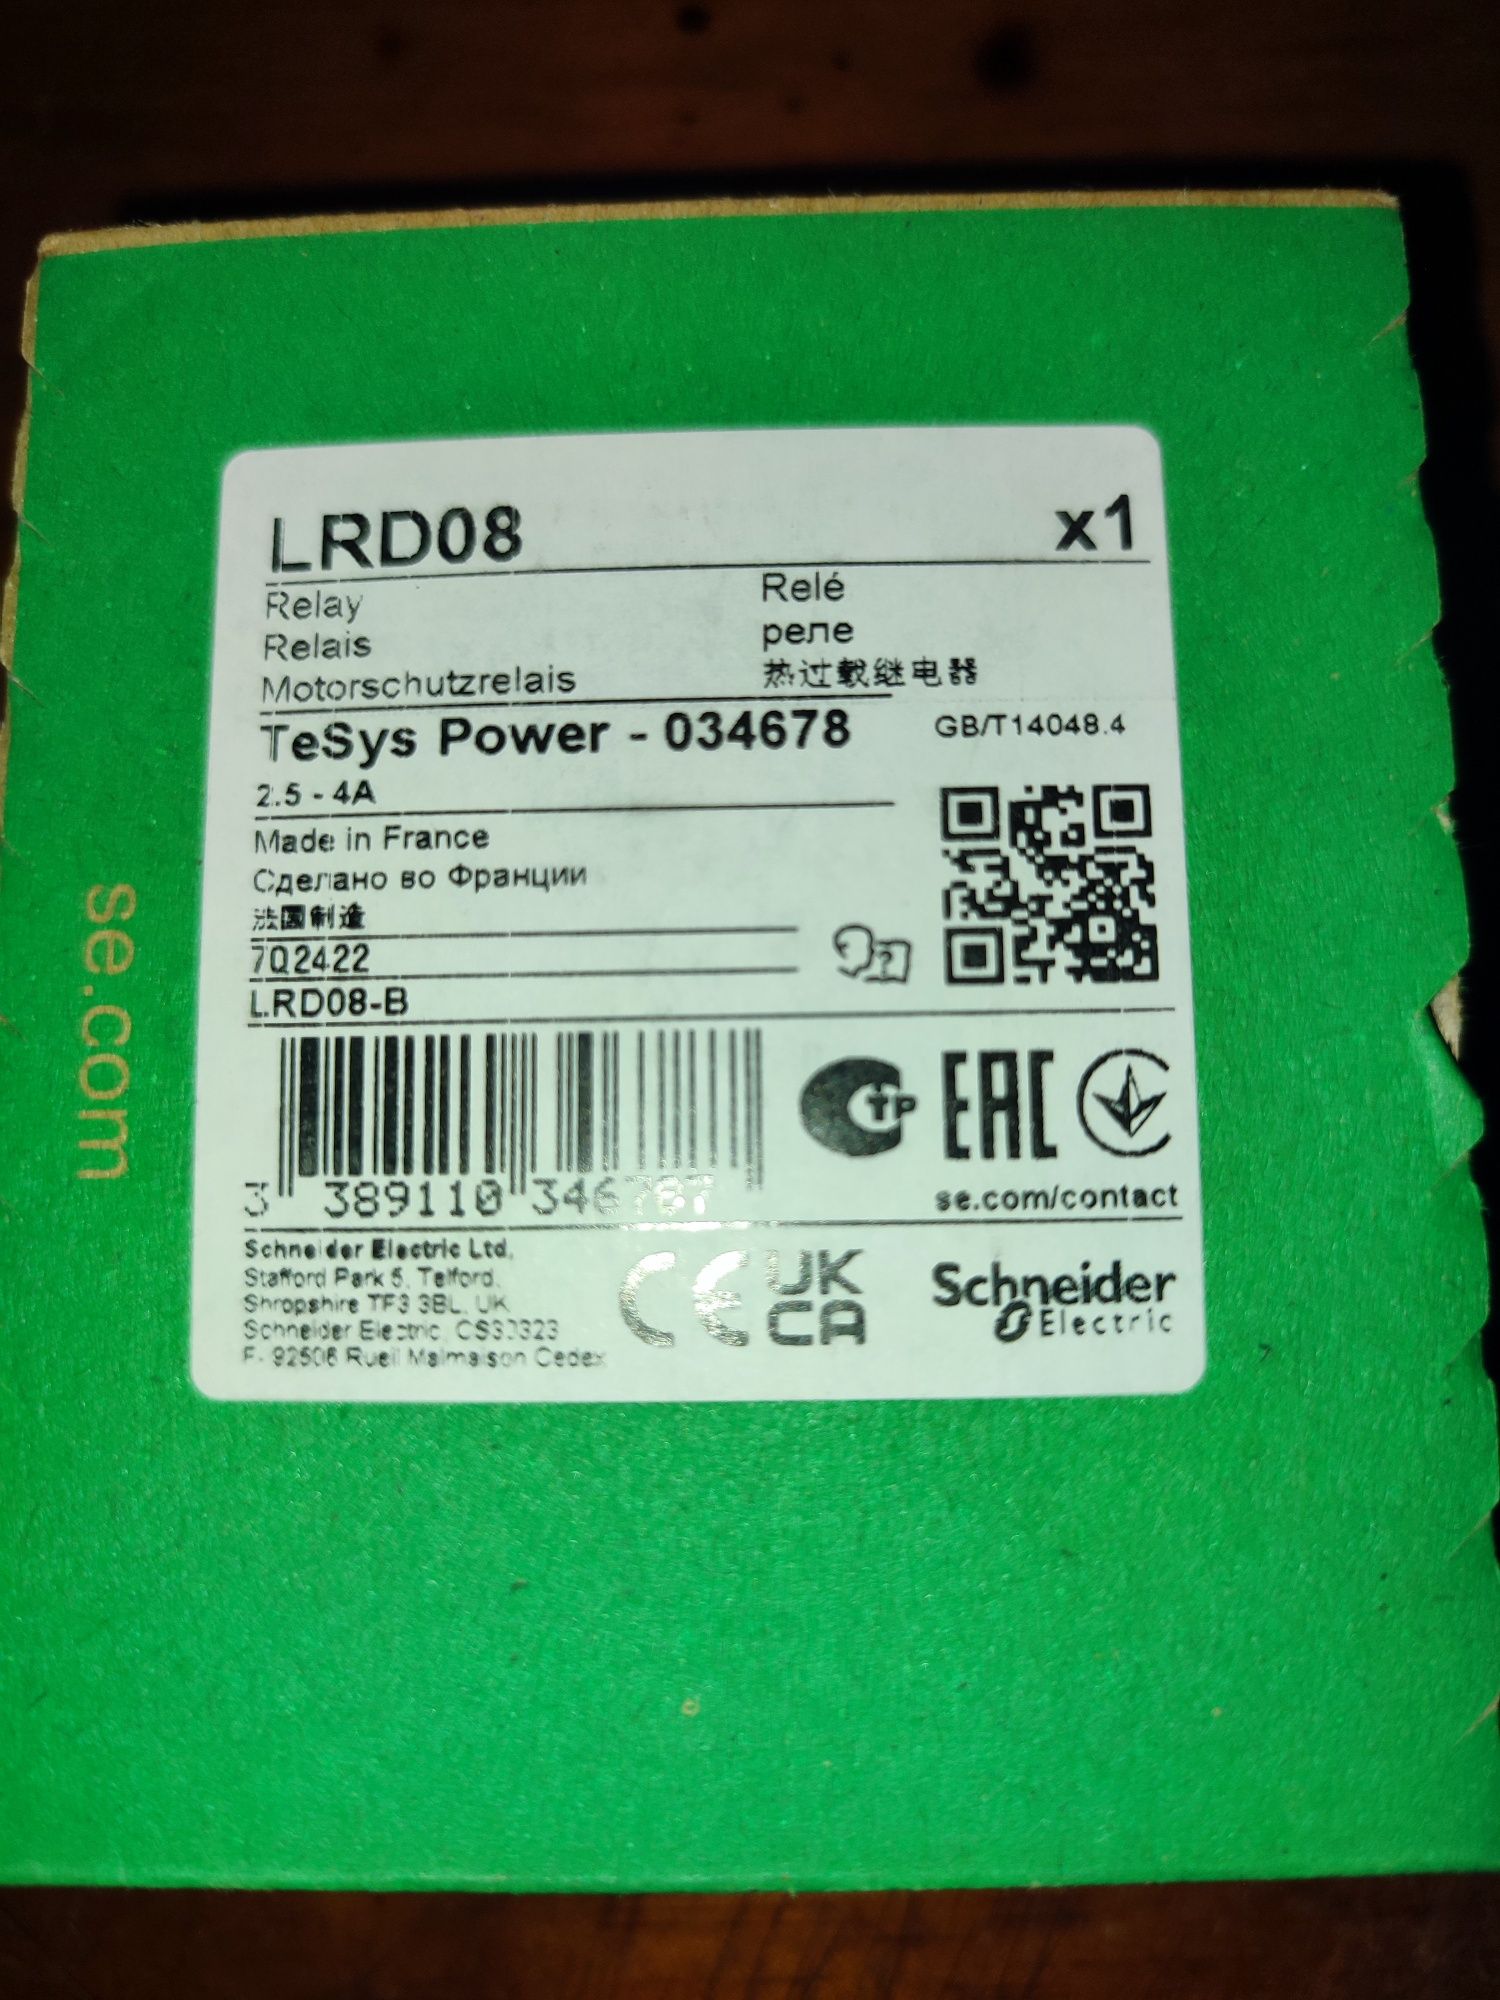 LRD08 x1
Relay Relé
Relais реле
Motorschutzrelais 热过载继电器
TeSys Power - 034678 GB/T14048.4
2.5 - 4A
Made in France
Сделано во Франции
法国制造
7Q2422
LRD08-B
3 389110 346787
TP EAC
se.com/contact
Schneider Electric Ltd,
Stafford Park 5, Telford,
Shropshire TF3 3BL, UK
Schneider Electric, CS30323
F- 92506 Rueil Malmaison Cedex
CE UK
CA
Schneider
Electric
se.com